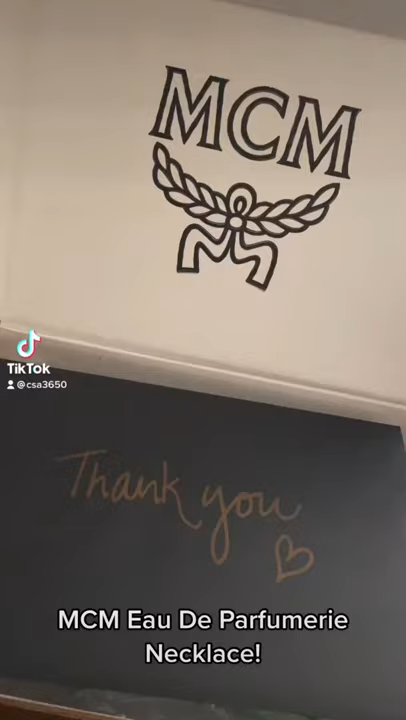 MCM
TikTok
@csa3650
Thank you
MCM Eau De Parfumerie
Necklace!